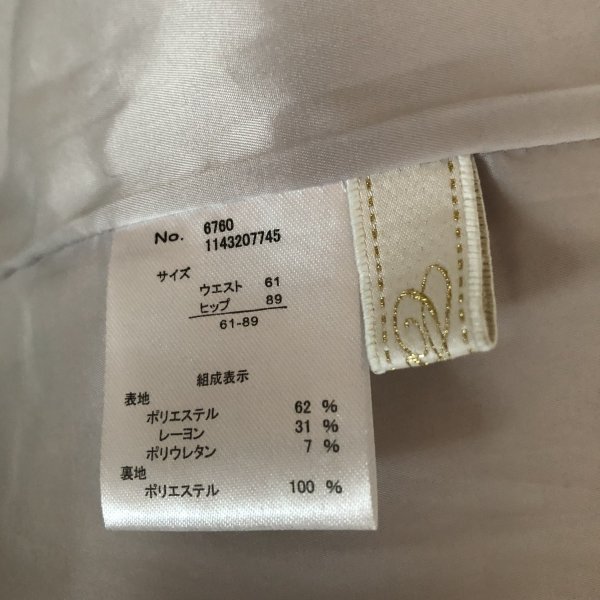 No. 6760
1143207745
サイズ
ウエスト 61
ヒップ 89
61-89
組成表示
表地
ポリエステル 62 %
レーヨン 31 %
ポリウレタン 7 %
裏地
ポリエステル 100 %